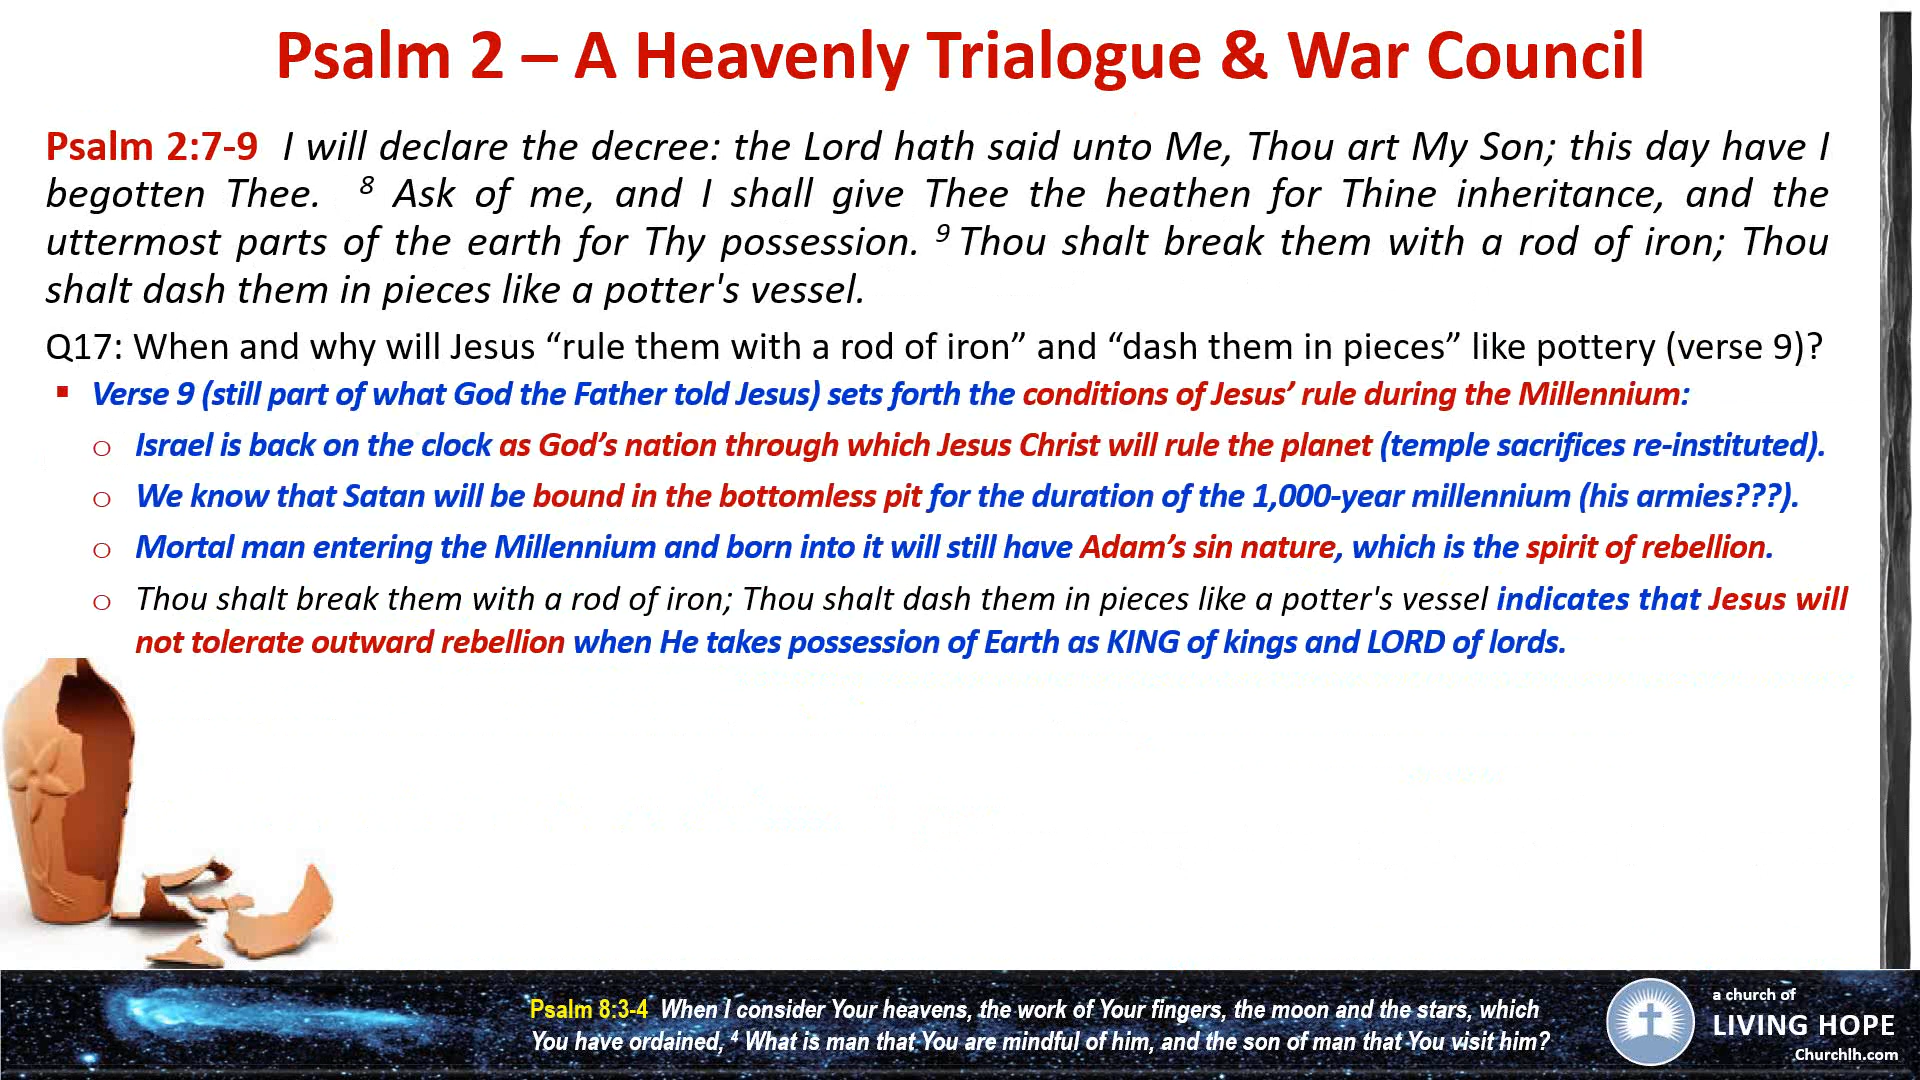 Psalm 2 – A Heavenly Trialogue & War Council
Psalm 2:7-9 I will declare the decree: the Lord hath said unto Me, Thou art My Son; this day have I
begotten Thee. 8 Ask of me, and I shall give Thee the heathen for Thine inheritance, and the
uttermost parts of the earth for Thy possession. 9 Thou shalt break them with a rod of iron; Thou
shalt dash them in pieces like a potter's vessel.
Q17: When and why will Jesus “rule them with a rod of iron” and “dash them in pieces” like pottery (verse 9)?
▪ Verse 9 (still part of what God the Father told Jesus) sets forth the conditions of Jesus’ rule during the Millennium:
o Israel is back on the clock as God’s nation through which Jesus Christ will rule the planet (temple sacrifices re-instituted).
o We know that Satan will be bound in the bottomless pit for the duration of the 1,000-year millennium (his armies???).
o Mortal man entering the Millennium and born into it will still have Adam’s sin nature, which is the spirit of rebellion.
o Thou shalt break them with a rod of iron; Thou shalt dash them in pieces like a potter's vessel indicates that Jesus will
not tolerate outward rebellion when He takes possession of Earth as KING of kings and LORD of lords.
Psalm 8:3-4 When I consider Your heavens, the work of Your fingers, the moon and the stars, which
You have ordained, 4 What is man that You are mindful of him, and the son of man that You visit him?
a church of
LIVING HOPE
Churchlh.com